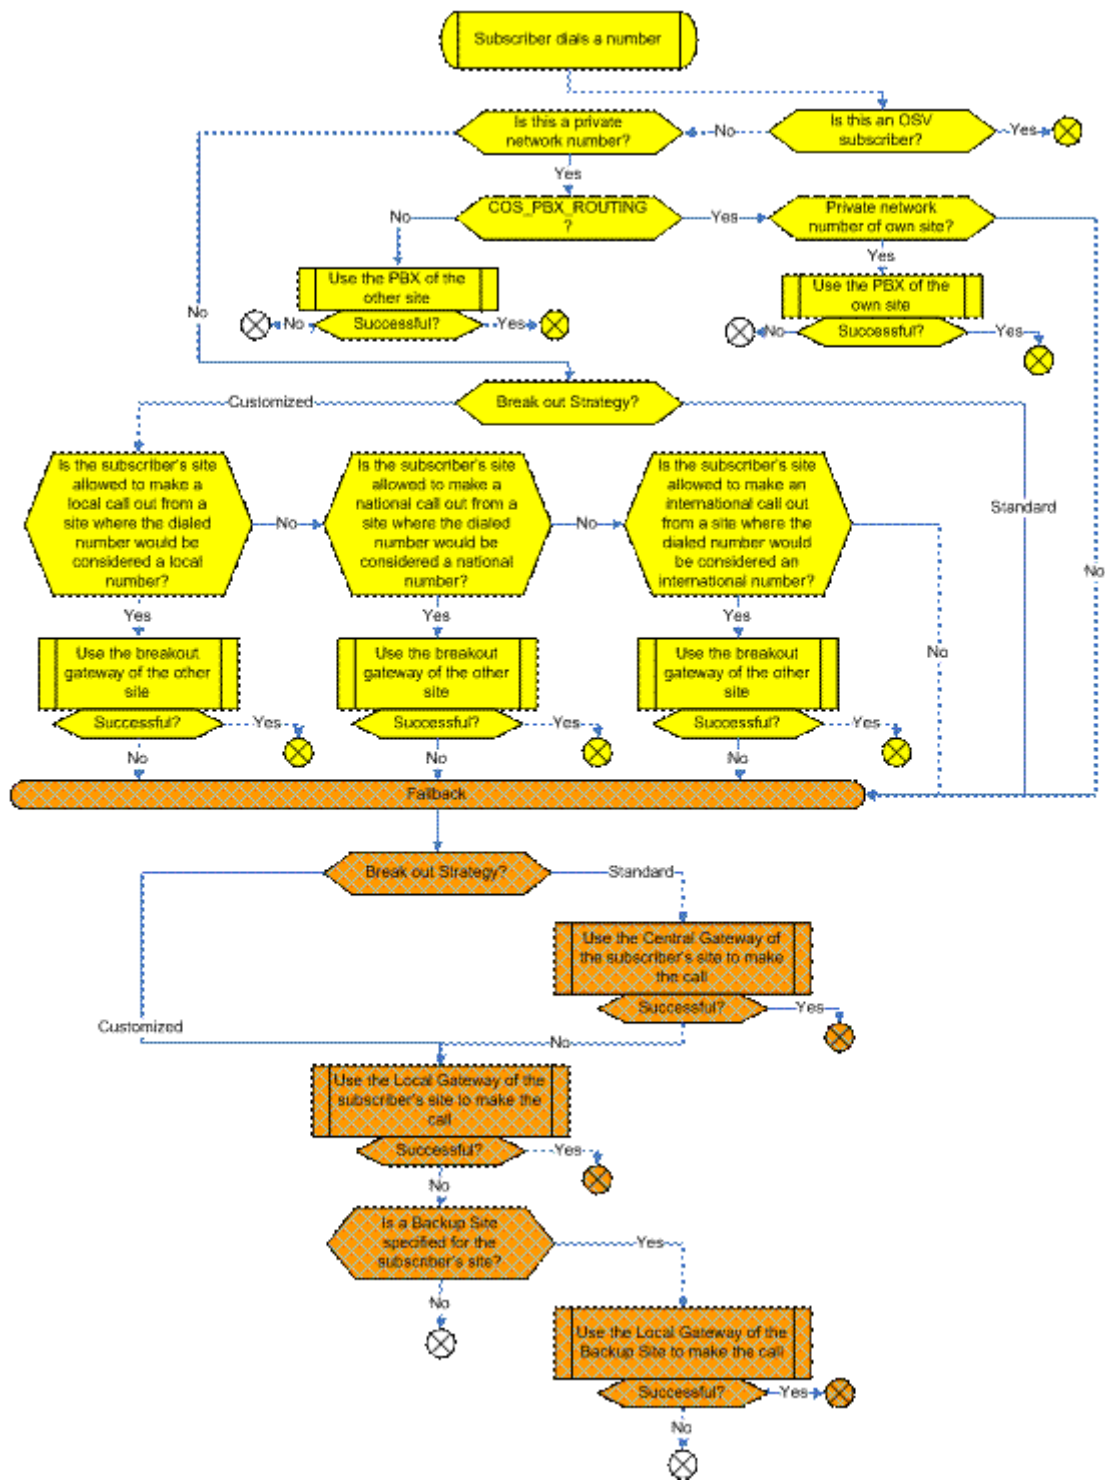 Subscriber dials a number
Is this a private
network number?
No
Is this an OSV
subscriber?
Yes
Yes
No
COS_PBX_ROUTING
?
Yes
Private network
number of own site?
Yes
Use the PBX of the
other site
No
Successful?
Yes
Use the PBX of the
own site
No
Successful?
Yes
No
Customized
Break out Strategy?
Is the subscriber's site
allowed to make a
local call out from a
site where the dialed
number would be
considered a local
number?
No
Is the subscriber's site
allowed to make a
national call out from a
site where the dialed
number would be
considered a national
number?
No
Is the subscriber's site
allowed to make an
international call out
from a site where the
dialed number would
be considered an
international number?
Standard
No
Yes
Yes
Yes
No
Use the breakout
gateway of the other
site
Use the breakout
gateway of the other
site
Use the breakout
gateway of the other
site
Successful?
Yes
Successful?
Yes
Successful?
Yes
No
No
No
Fallback
Break out Strategy?
Standard
Use the Central Gateway of
the subscriber's site to make
the call
Successful?
Yes
Customized
No
Use the Local Gateway of the
subscriber's site to make the
call
Successful?
Yes
No
Is a Backup Site
specified for the
subscriber's site?
Yes
No
Use the Local Gateway of the
Backup Site to make the call
Successful?
Yes
No